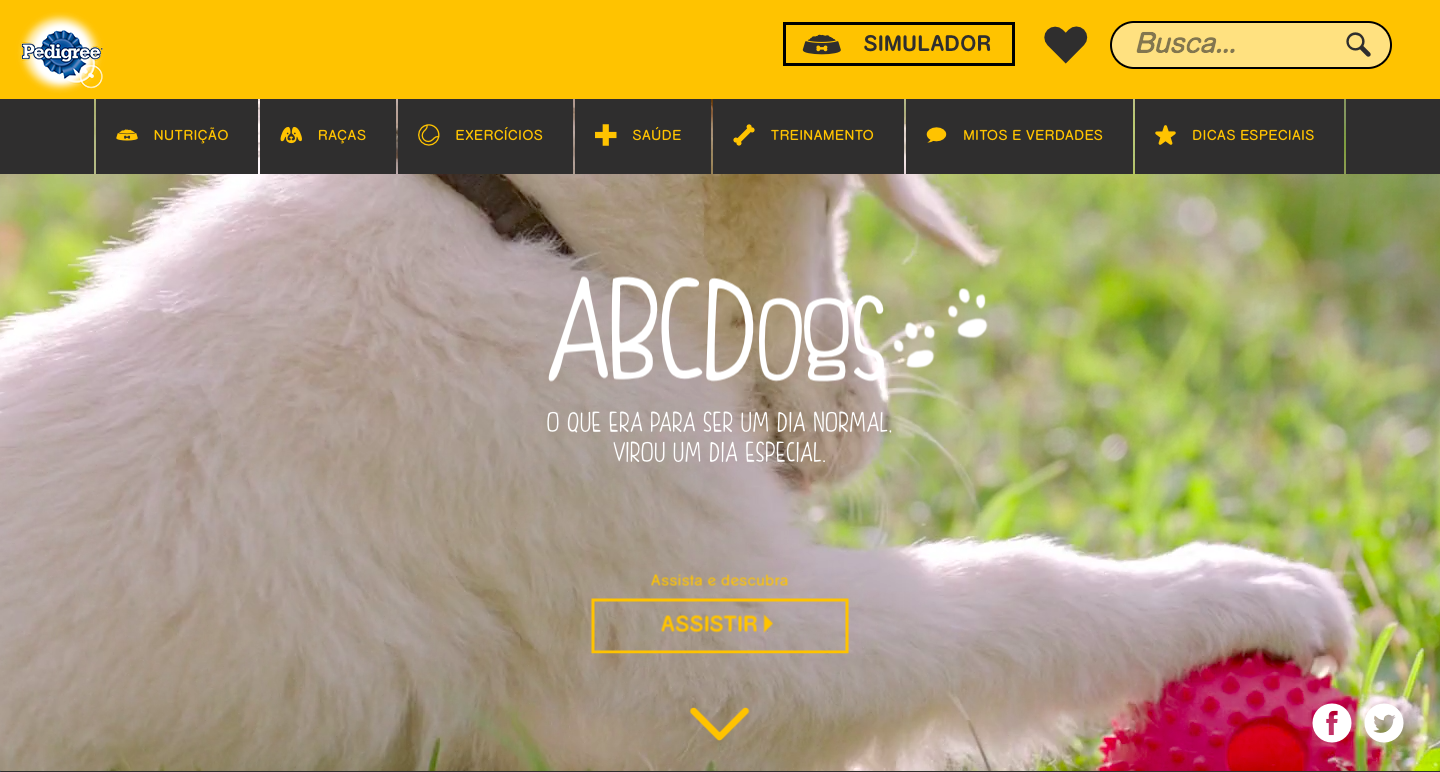 Pedigree
SIMULADOR
Busca...
NUTRIÇÃO
RAÇAS
EXERCÍCIOS
SAÚDE
TREINAMENTO
MITOS E VERDADES
DICAS ESPECIAIS
ABCDogs
O QUE ERA PARA SER UM DIA NORMAL.
VIROU UM DIA ESPECIAL.
Assista e descubra
ASSISTIR